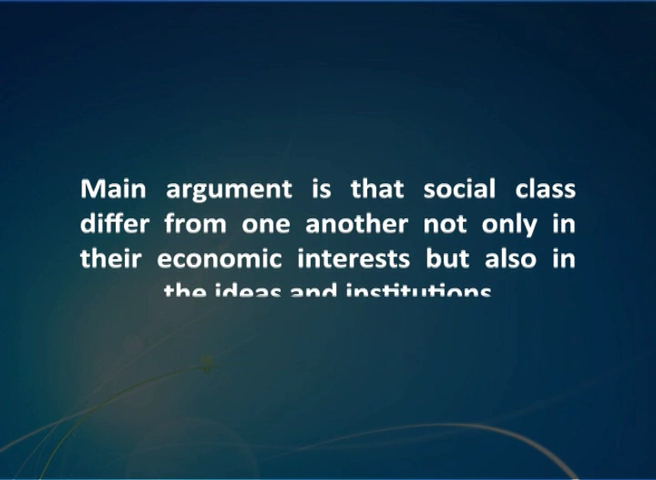 Main argument is that social class
differ from one another not only in
their economic interests but also in
the ideas and institutions